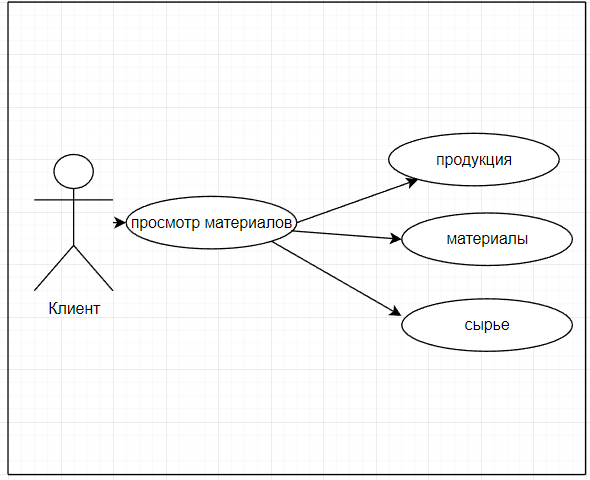 продукция
просмотр материалов
материалы
Клиент
сырье